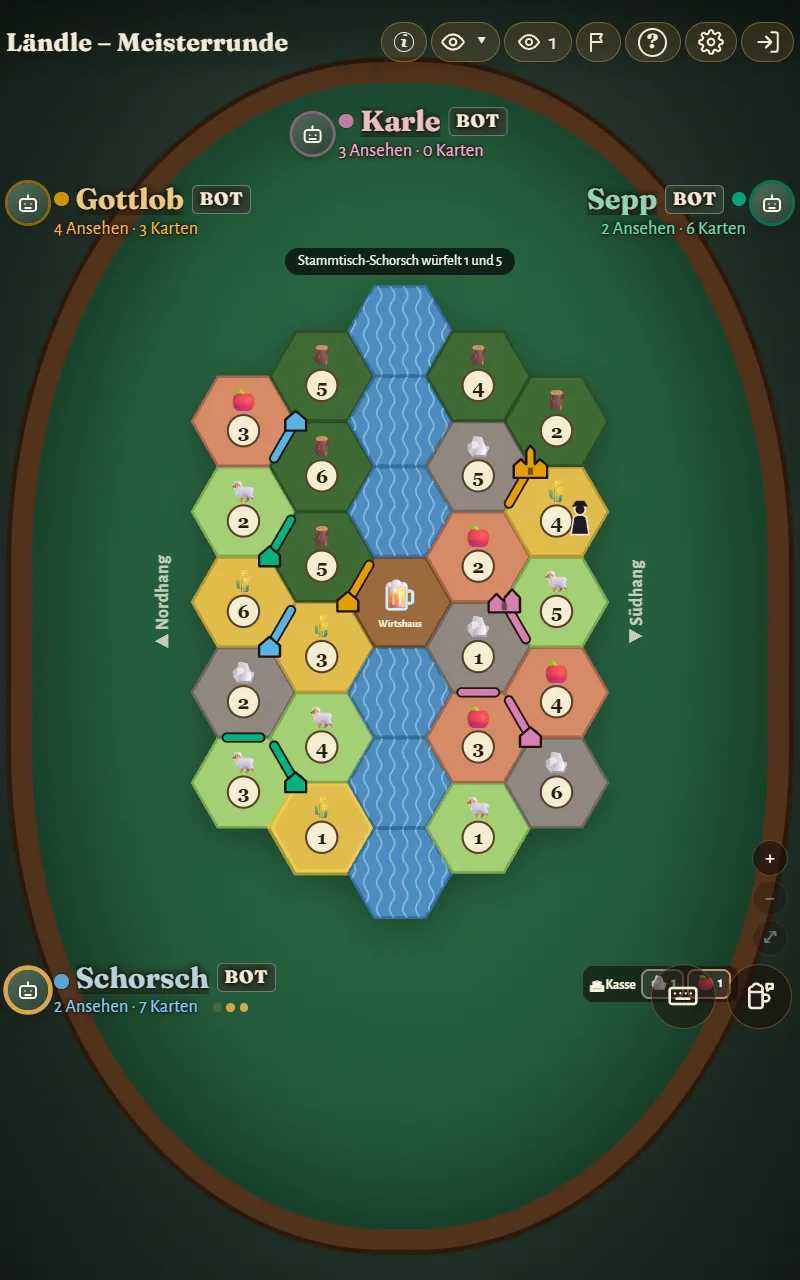 Ländle – Meisterrunde
1
Karle BOT
3 Ansehen · 0 Karten
Gottlob BOT
4 Ansehen · 3 Karten
Sepp BOT
2 Ansehen · 6 Karten
Stammtisch-Schorsch würfelt 1 und 5
5
4
3
2
6
5
2
4
5
2
Wirtshaus
6
5
3
1
2
4
4
3
3
6
1
1
◀ Nordhang
Südhang ▶
+
−
Schorsch BOT
2 Ansehen · 7 Karten
Kasse 1 1